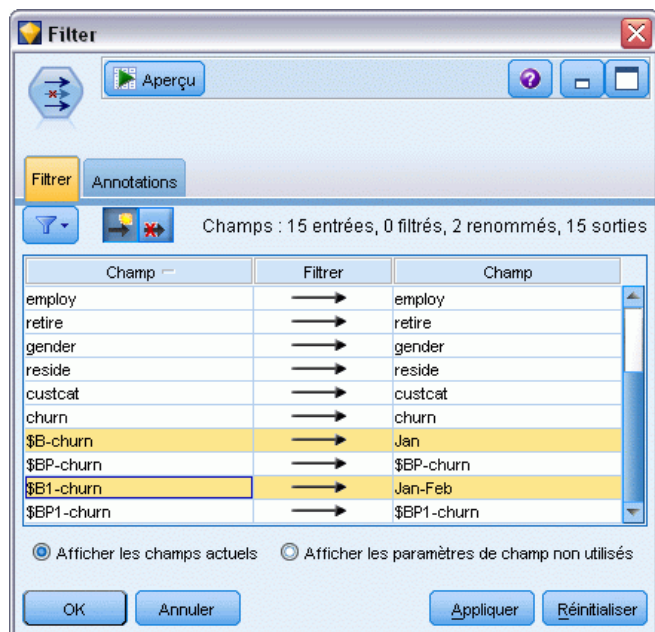 Filter
Aperçu
Filtrer Annotations
Champs : 15 entrées, 0 filtrés, 2 renommés, 15 sorties
Champ Filtrer Champ
employ employ
retire retire
gender gender
reside reside
custcat custcat
churn churn
$B-churn Jan
$BP-churn $BP-churn
$B1-churn Jan-Feb
$BP1-churn $BP1-churn
Afficher les champs actuels Afficher les paramètres de champ non utilisés
OK Annuler Appliquer Réinitialiser